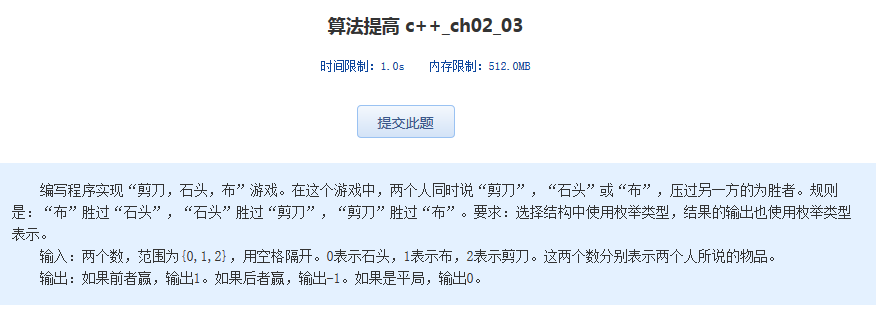 算法提高 c++_ch02_03
时间限制：1.0s 内存限制：512.0MB
提交此题
编写程序实现“剪刀，石头，布”游戏。在这个游戏中，两个人同时说“剪刀”，“石头”或“布”，压过另一方的为胜者。规则
是：“布”胜过“石头”，“石头”胜过“剪刀”，“剪刀”胜过“布”。要求：选择结构中使用枚举类型，结果的输出也使用枚举类型
表示。
输入：两个数，范围为{0,1,2}，用空格隔开。0表示石头，1表示布，2表示剪刀。这两个数分别表示两个人所说的物品。
输出：如果前者赢，输出1。如果后者赢，输出-1。如果是平局，输出0。